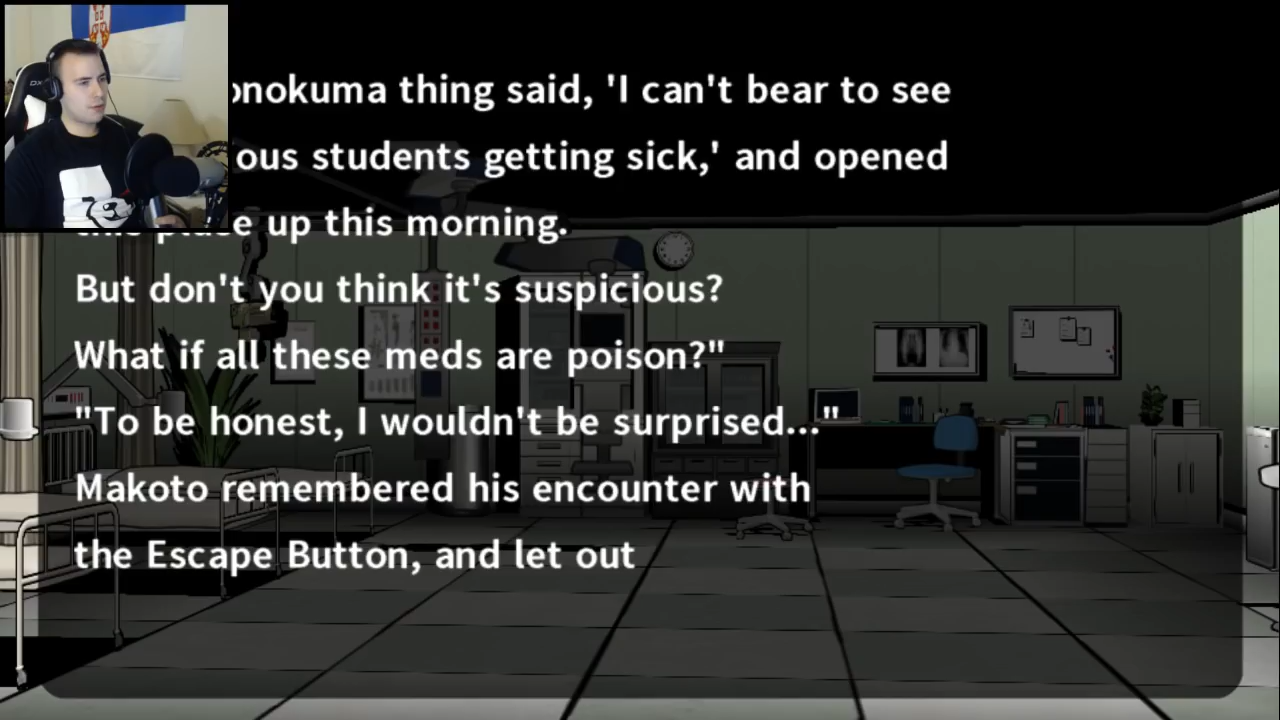 onokuma thing said, 'I can't bear to see
ous students getting sick,' and opened
this place up this morning.
But don't you think it's suspicious?
What if all these meds are poison?"
"To be honest, I wouldn't be surprised..."
Makoto remembered his encounter with
the Escape Button, and let out